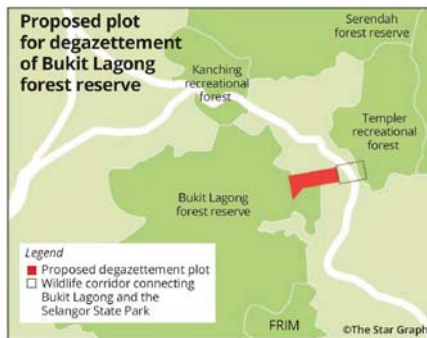 Proposed plot
for degazettement
of Bukit Lagong
forest reserve
Serendah
forest reserve
Kanching
recreational
forest
Templer
recreational
forest
Bukit Lagong
forest reserve
Legend
Proposed degazettement plot
Wildlife corridor connecting
Bukit Lagong and the
Selangor State Park
FRIM
©The Star Graph